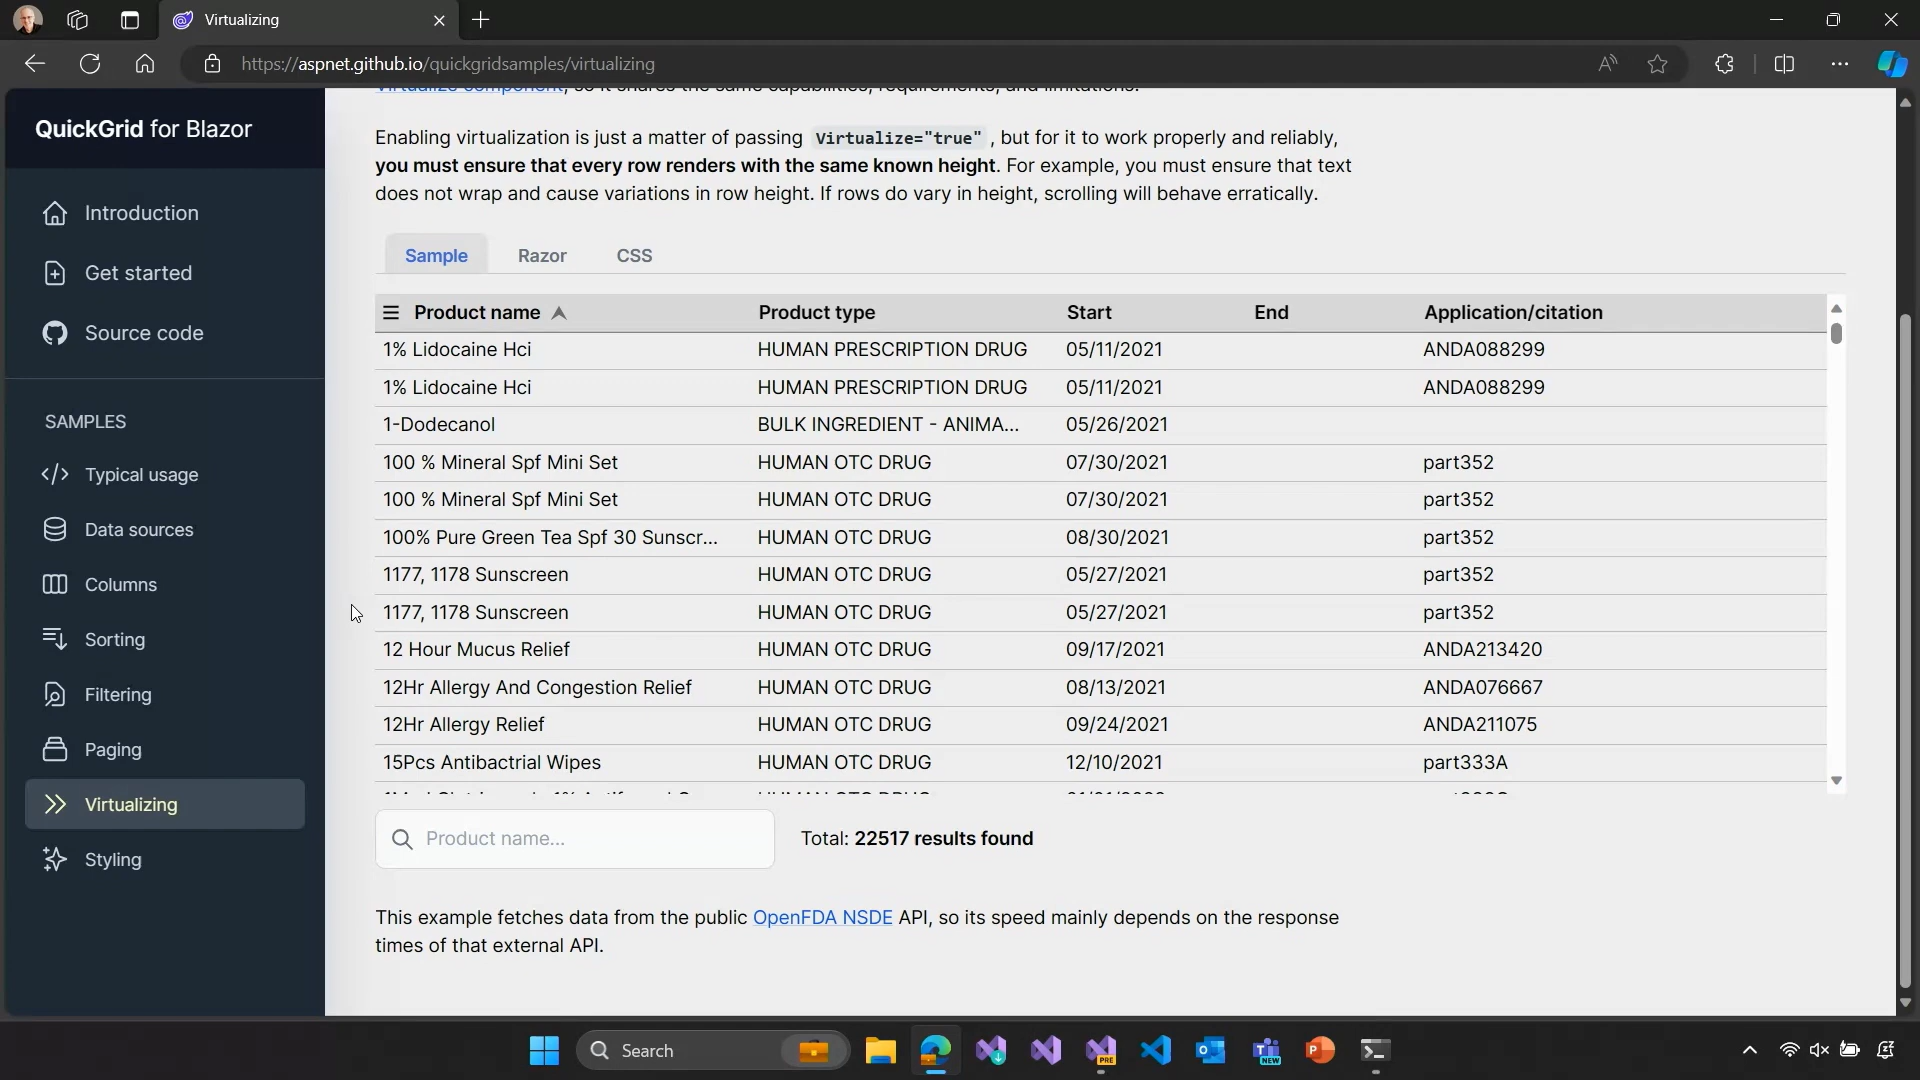 Virtualizing
https://aspnet.github.io/quickgridsamples/virtualizing
QuickGrid for Blazor
Introduction
Get started
Source code
SAMPLES
Typical usage
Data sources
Columns
Sorting
Filtering
Paging
Virtualizing
Styling
Virtualize component, so it shares the same capabilities, requirements, and limitations.
Enabling virtualization is just a matter of passing Virtualize="true" , but for it to work properly and reliably,
you must ensure that every row renders with the same known height. For example, you must ensure that text
does not wrap and cause variations in row height. If rows do vary in height, scrolling will behave erratically.
Sample Razor CSS
Product name Product type Start End Application/citation
1% Lidocaine Hci HUMAN PRESCRIPTION DRUG 05/11/2021 ANDA088299
1% Lidocaine Hci HUMAN PRESCRIPTION DRUG 05/11/2021 ANDA088299
1-Dodecanol BULK INGREDIENT - ANIMA... 05/26/2021
100 % Mineral Spf Mini Set HUMAN OTC DRUG 07/30/2021 part352
100 % Mineral Spf Mini Set HUMAN OTC DRUG 07/30/2021 part352
100% Pure Green Tea Spf 30 Sunscr... HUMAN OTC DRUG 08/30/2021 part352
1177, 1178 Sunscreen HUMAN OTC DRUG 05/27/2021 part352
1177, 1178 Sunscreen HUMAN OTC DRUG 05/27/2021 part352
12 Hour Mucus Relief HUMAN OTC DRUG 09/17/2021 ANDA213420
12Hr Allergy And Congestion Relief HUMAN OTC DRUG 08/13/2021 ANDA076667
12Hr Allergy Relief HUMAN OTC DRUG 09/24/2021 ANDA211075
15Pcs Antibactrial Wipes HUMAN OTC DRUG 12/10/2021 part333A
Product name...
Total: 22517 results found
This example fetches data from the public OpenFDA NSDE API, so its speed mainly depends on the response
times of that external API.
Search
PRE
NEW